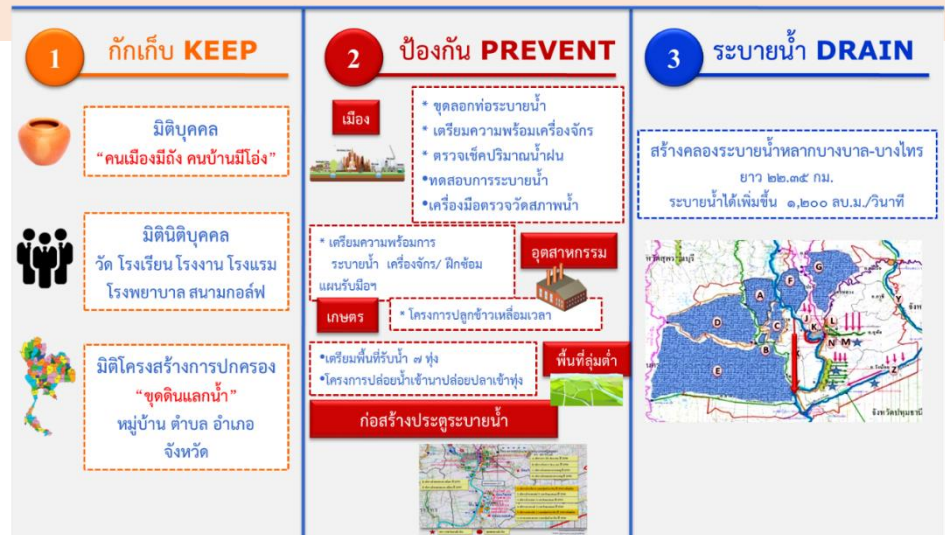 1
กักเก็บ KEEP
มิติบุคคล
“คนเมืองมีถัง คนบ้านมีโอ่ง”
มิตินิติบุคคล
วัด โรงเรียน โรงงาน โรงแรม
โรงพยาบาล สนามกอล์ฟ
มิติโครงสร้างการปกครอง
“ขุดดินแลกน้ำ”
หมู่บ้าน ตำบล อำเภอ
จังหวัด
2
ป้องกัน PREVENT
เมือง
* ขุดลอกท่อระบายน้ำ
* เตรียมความพร้อมเครื่องจักร
* ตรวจเช็คปริมาณน้ำฝน
•ทดสอบการระบายน้ำ
•เครื่องมือตรวจวัดสภาพน้ำ
* เตรียมความพร้อมการ
ระบายน้ำ เครื่องจักร/ ฝึกซ้อม
แผนรับมือฯ
อุตสาหกรรม
เกษตร
* โครงการปลูกข้าวเหลื่อมเวลา
•เตรียมพื้นที่รับน้ำ ๗ ทุ่ง
•โครงการปล่อยน้ำเข้านาปล่อยปลาเข้าทุ่ง
พื้นที่ลุ่มต่ำ
ก่อสร้างประตูระบายน้ำ
3
ระบายน้ำ DRAIN
สร้างคลองระบายน้ำหลากบางบาล-บางไทร
ยาว ๒๒.๓๕ กม.
ระบายน้ำได้เพิ่มขึ้น ๑,๒๐๐ ลบ.ม./วินาที
G
F
A
Y
J
L
D
C
K
B
N
M
E
Z
จังหวัดปทุมธานี